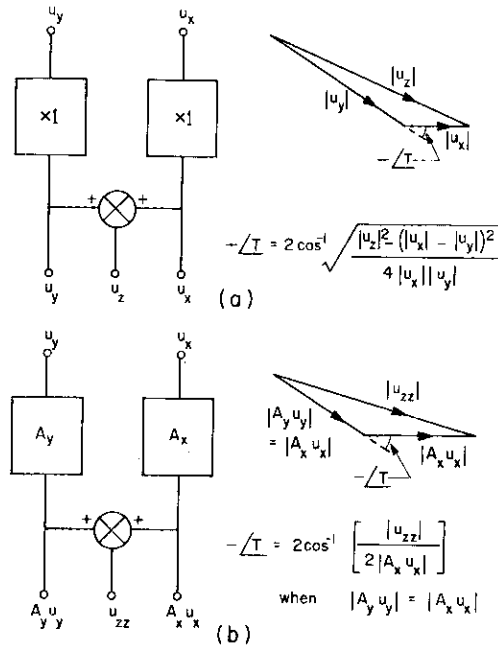 u_y
u_x
×1
×1
+
+
u_y
u_z
u_x
|u_z|
|u_y|
|u_x|
-∠T
-∠T = 2 cos⁻¹ √((|u_z|² - (|u_x| - |u_y|)²) / (4|u_x||u_y|))
(a)
u_y
u_x
A_y
A_x
+
+
A_y u_y
u_zz
A_x u_x
|u_zz|
|A_y u_y|
= |A_x u_x|
|A_x u_x|
-∠T
-∠T = 2cos⁻¹ [|u_zz| / (2|A_x u_x|)]
when |A_y u_y| = |A_x u_x|
(b)